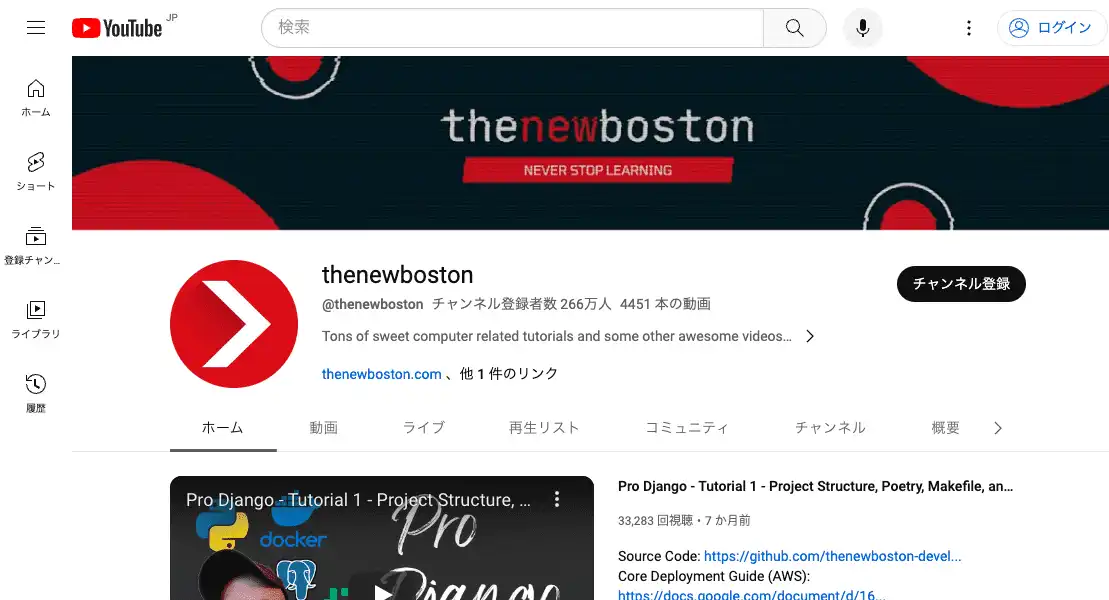 YouTube JP
検索
ログイン
ホーム
ショート
登録チャン...
ライブラリ
履歴
thenewboston
NEVER STOP LEARNING
thenewboston
チャンネル登録
@thenewboston チャンネル登録者数 266万人 4451 本の動画
Tons of sweet computer related tutorials and some other awesome videos...
thenewboston.com 、他 1 件のリンク
ホーム 動画 ライブ 再生リスト コミュニティ チャンネル 概要
Pro Django - Tutorial 1 - Project Structure, ...
docker
Pro
Django
Pro Django - Tutorial 1 - Project Structure, Poetry, Makefile, an...
33,283 回視聴・7 か月前
Source Code: https://github.com/thenewboston-devel...
Core Deployment Guide (AWS):
https://docs.google.com/document/d/16...